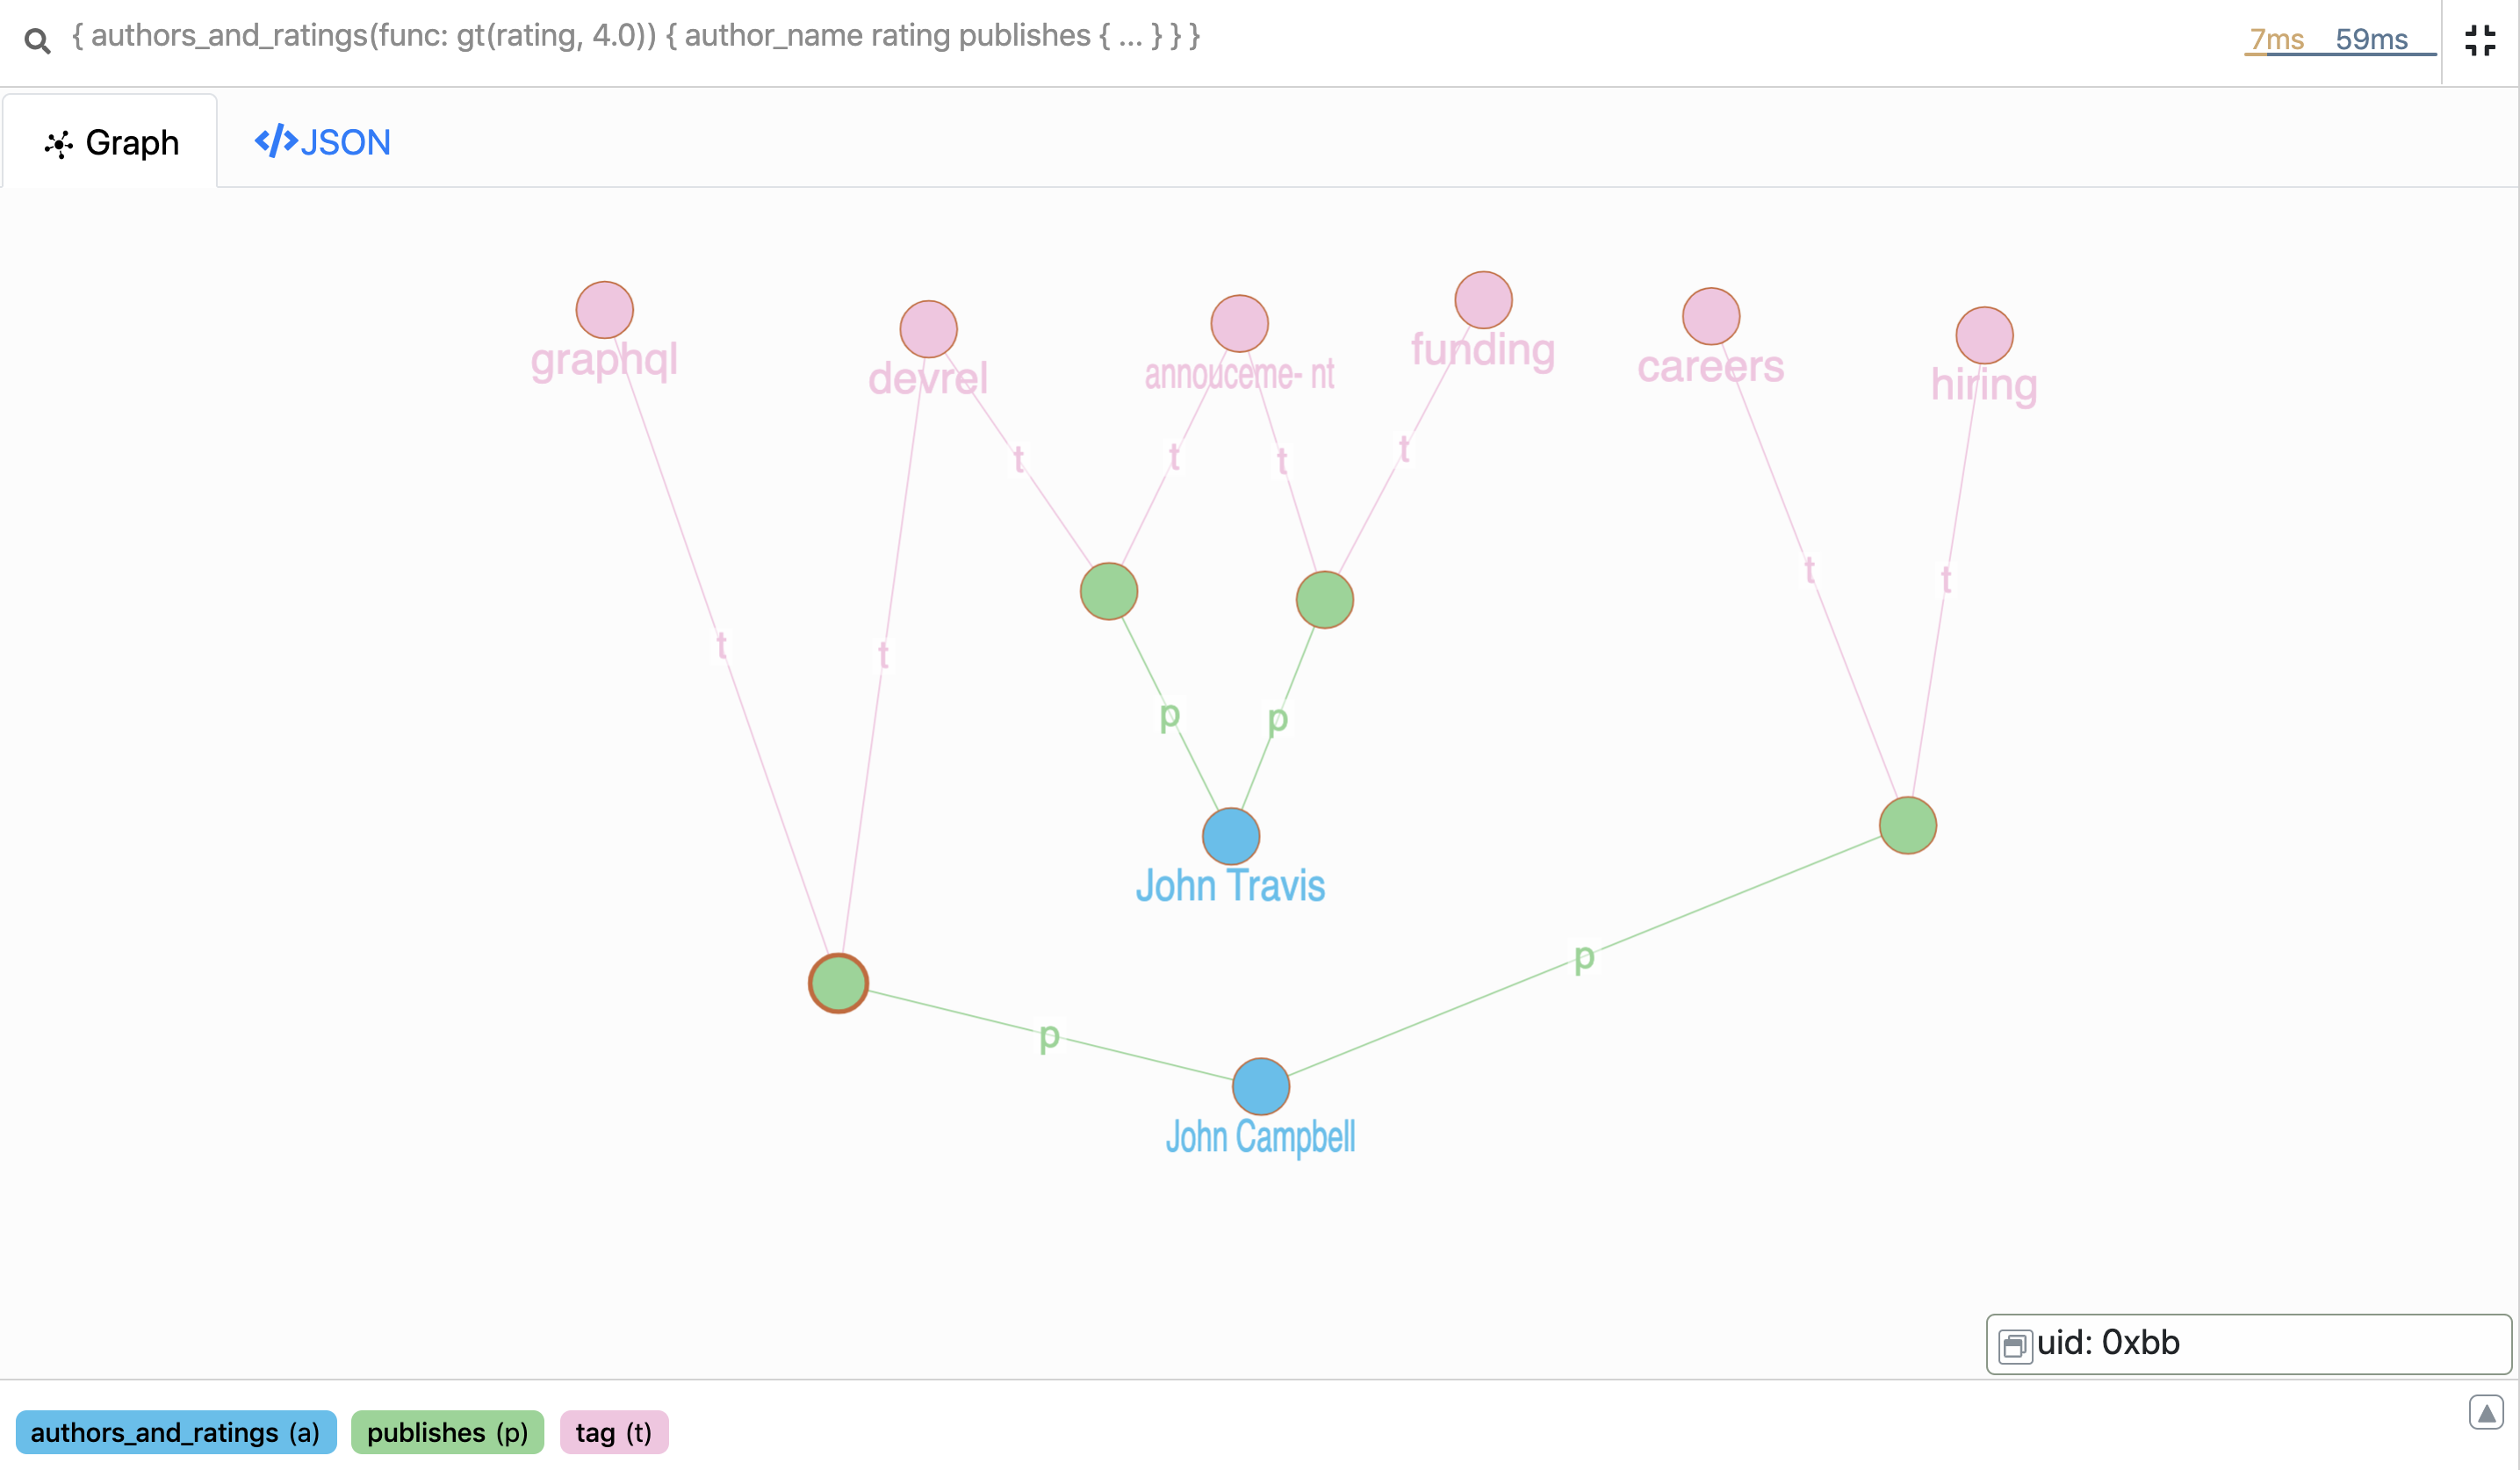 { authors_and_ratings(func: gt(rating, 4.0)) { author_name rating publishes { ... } } }
7ms 59ms
Graph
</>JSON
graphql
devrel
annouceme- nt
funding
careers
hiring
t
t
t
t
t
t
t
t
p
p
John Travis
p
p
John Campbell
uid: 0xbb
authors_and_ratings (a)
publishes (p)
tag (t)